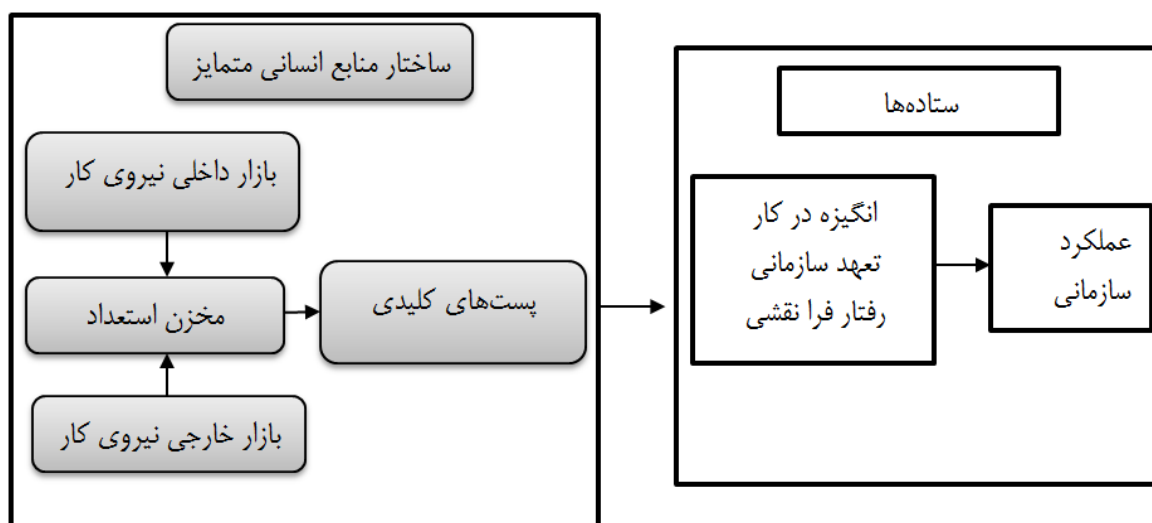 ساختار منابع انسانی متمایز
بازار داخلی نیروی کار
مخزن استعداد
بازار خارجی نیروی کار
پست‌های کلیدی
ستاده‌ها
انگیزه در کار
تعهد سازمانی
رفتار فرا نقشی
عملکرد
سازمانی